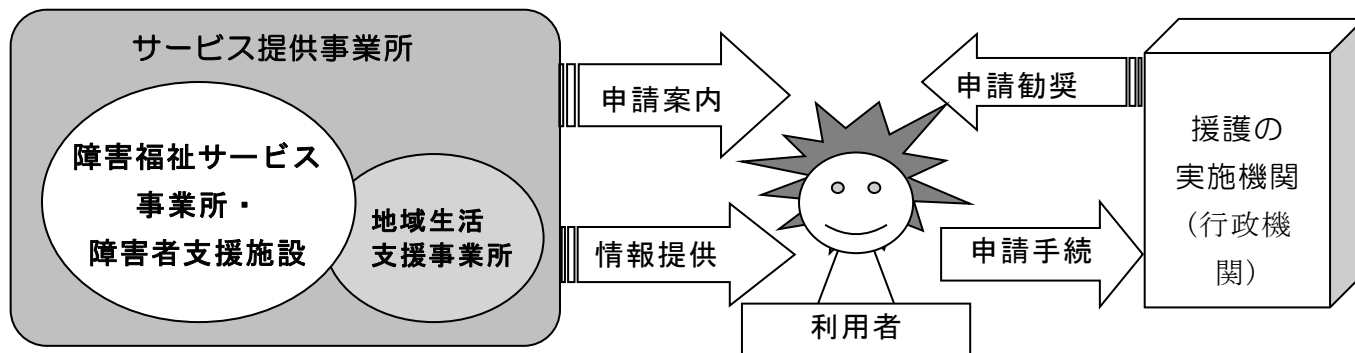 サービス提供事業所
障害福祉サービス
事業所・
障害者支援施設
地域生活
支援事業所
申請案内
情報提供
利用者
申請勧奨
申請手続
援護の
実施機関
（行政機
関）